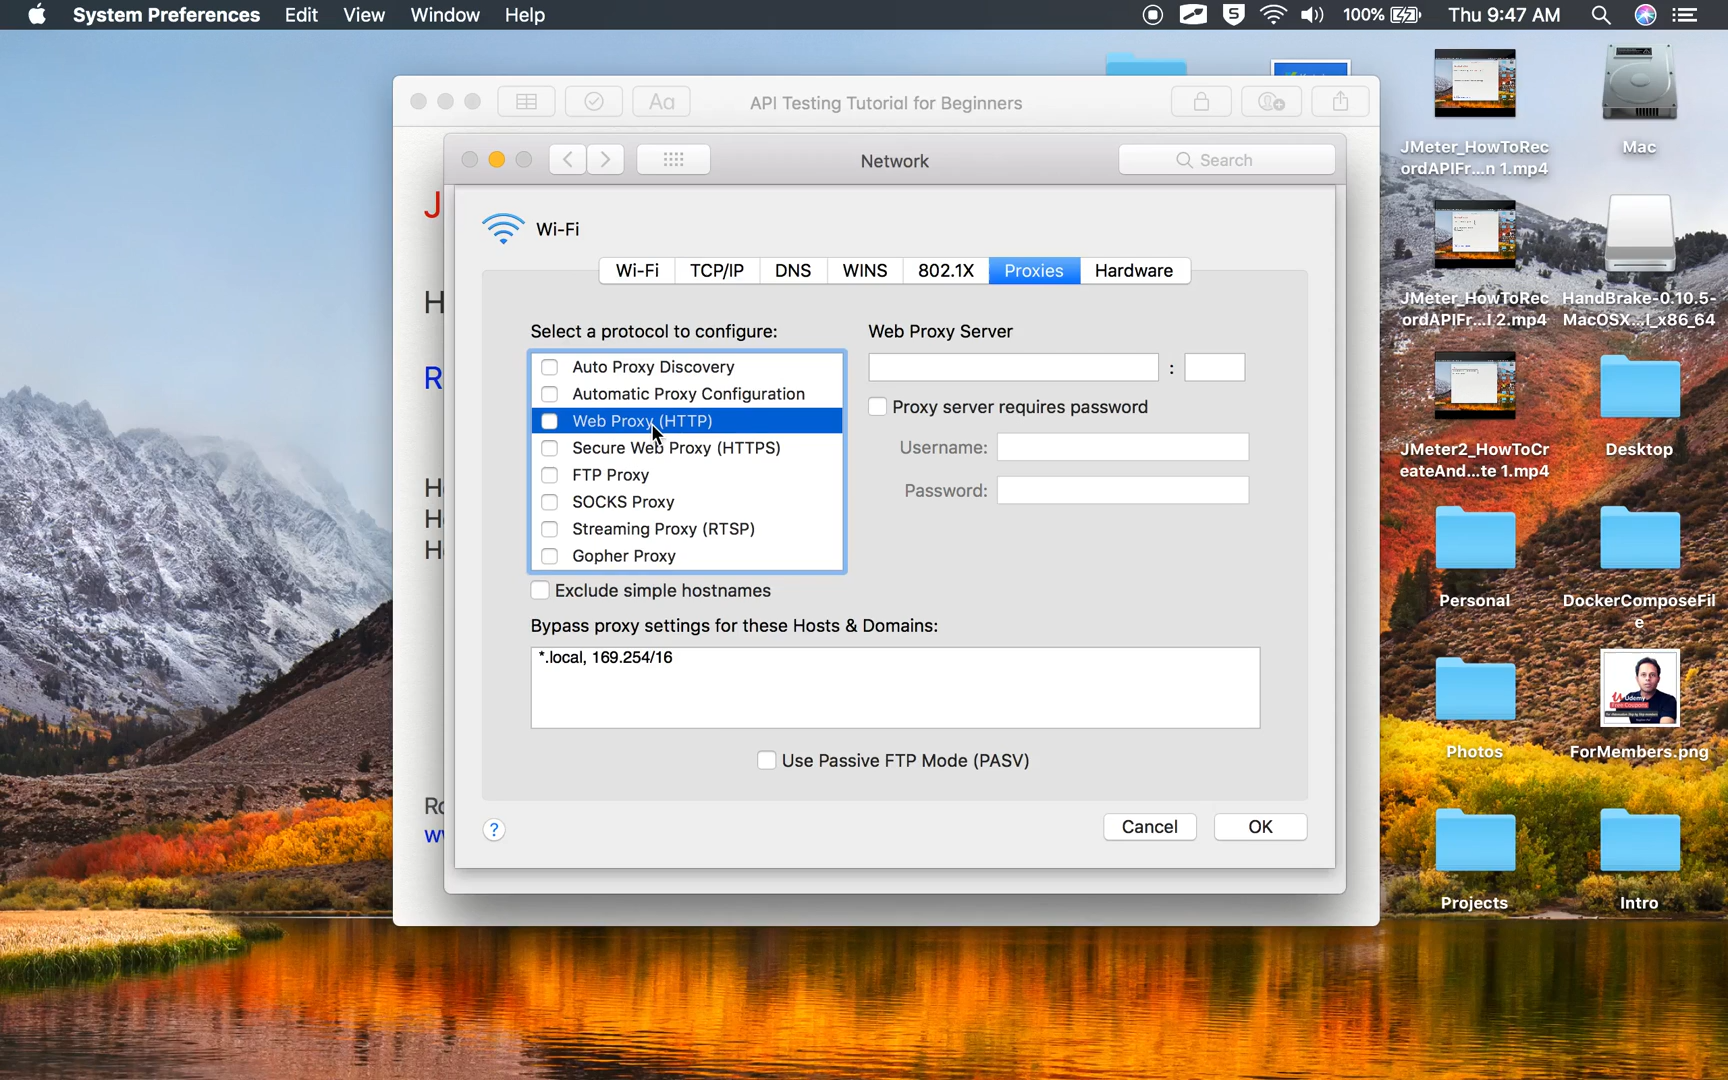 System Preferences Edit View Window Help 100% Thu 9:47 AM
Aa API Testing Tutorial for Beginners
Network Search
Wi-Fi
Wi-Fi TCP/IP DNS WINS 802.1X Proxies Hardware
Select a protocol to configure:
Auto Proxy Discovery
Automatic Proxy Configuration
Web Proxy (HTTP)
Secure Web Proxy (HTTPS)
FTP Proxy
SOCKS Proxy
Streaming Proxy (RTSP)
Gopher Proxy
Web Proxy Server
:
Proxy server requires password
Username:
Password:
Exclude simple hostnames
Bypass proxy settings for these Hosts & Domains:
*.local, 169.254/16
Use Passive FTP Mode (PASV)
?
Cancel OK
J
H
R
H
H
H
Ro
JMeter_HowToRec
ordAPIFr...n 1.mp4
Mac
JMeter_HowToRec
ordAPIFr...l 2.mp4
HandBrake-0.10.5-
MacOSX...l_x86_64
JMeter2_HowToCr
eateAnd...te 1.mp4
Desktop
Personal
DockerComposeFil
e
Photos
Udemy
Free Coupons
ForMembers.png
Projects
Intro